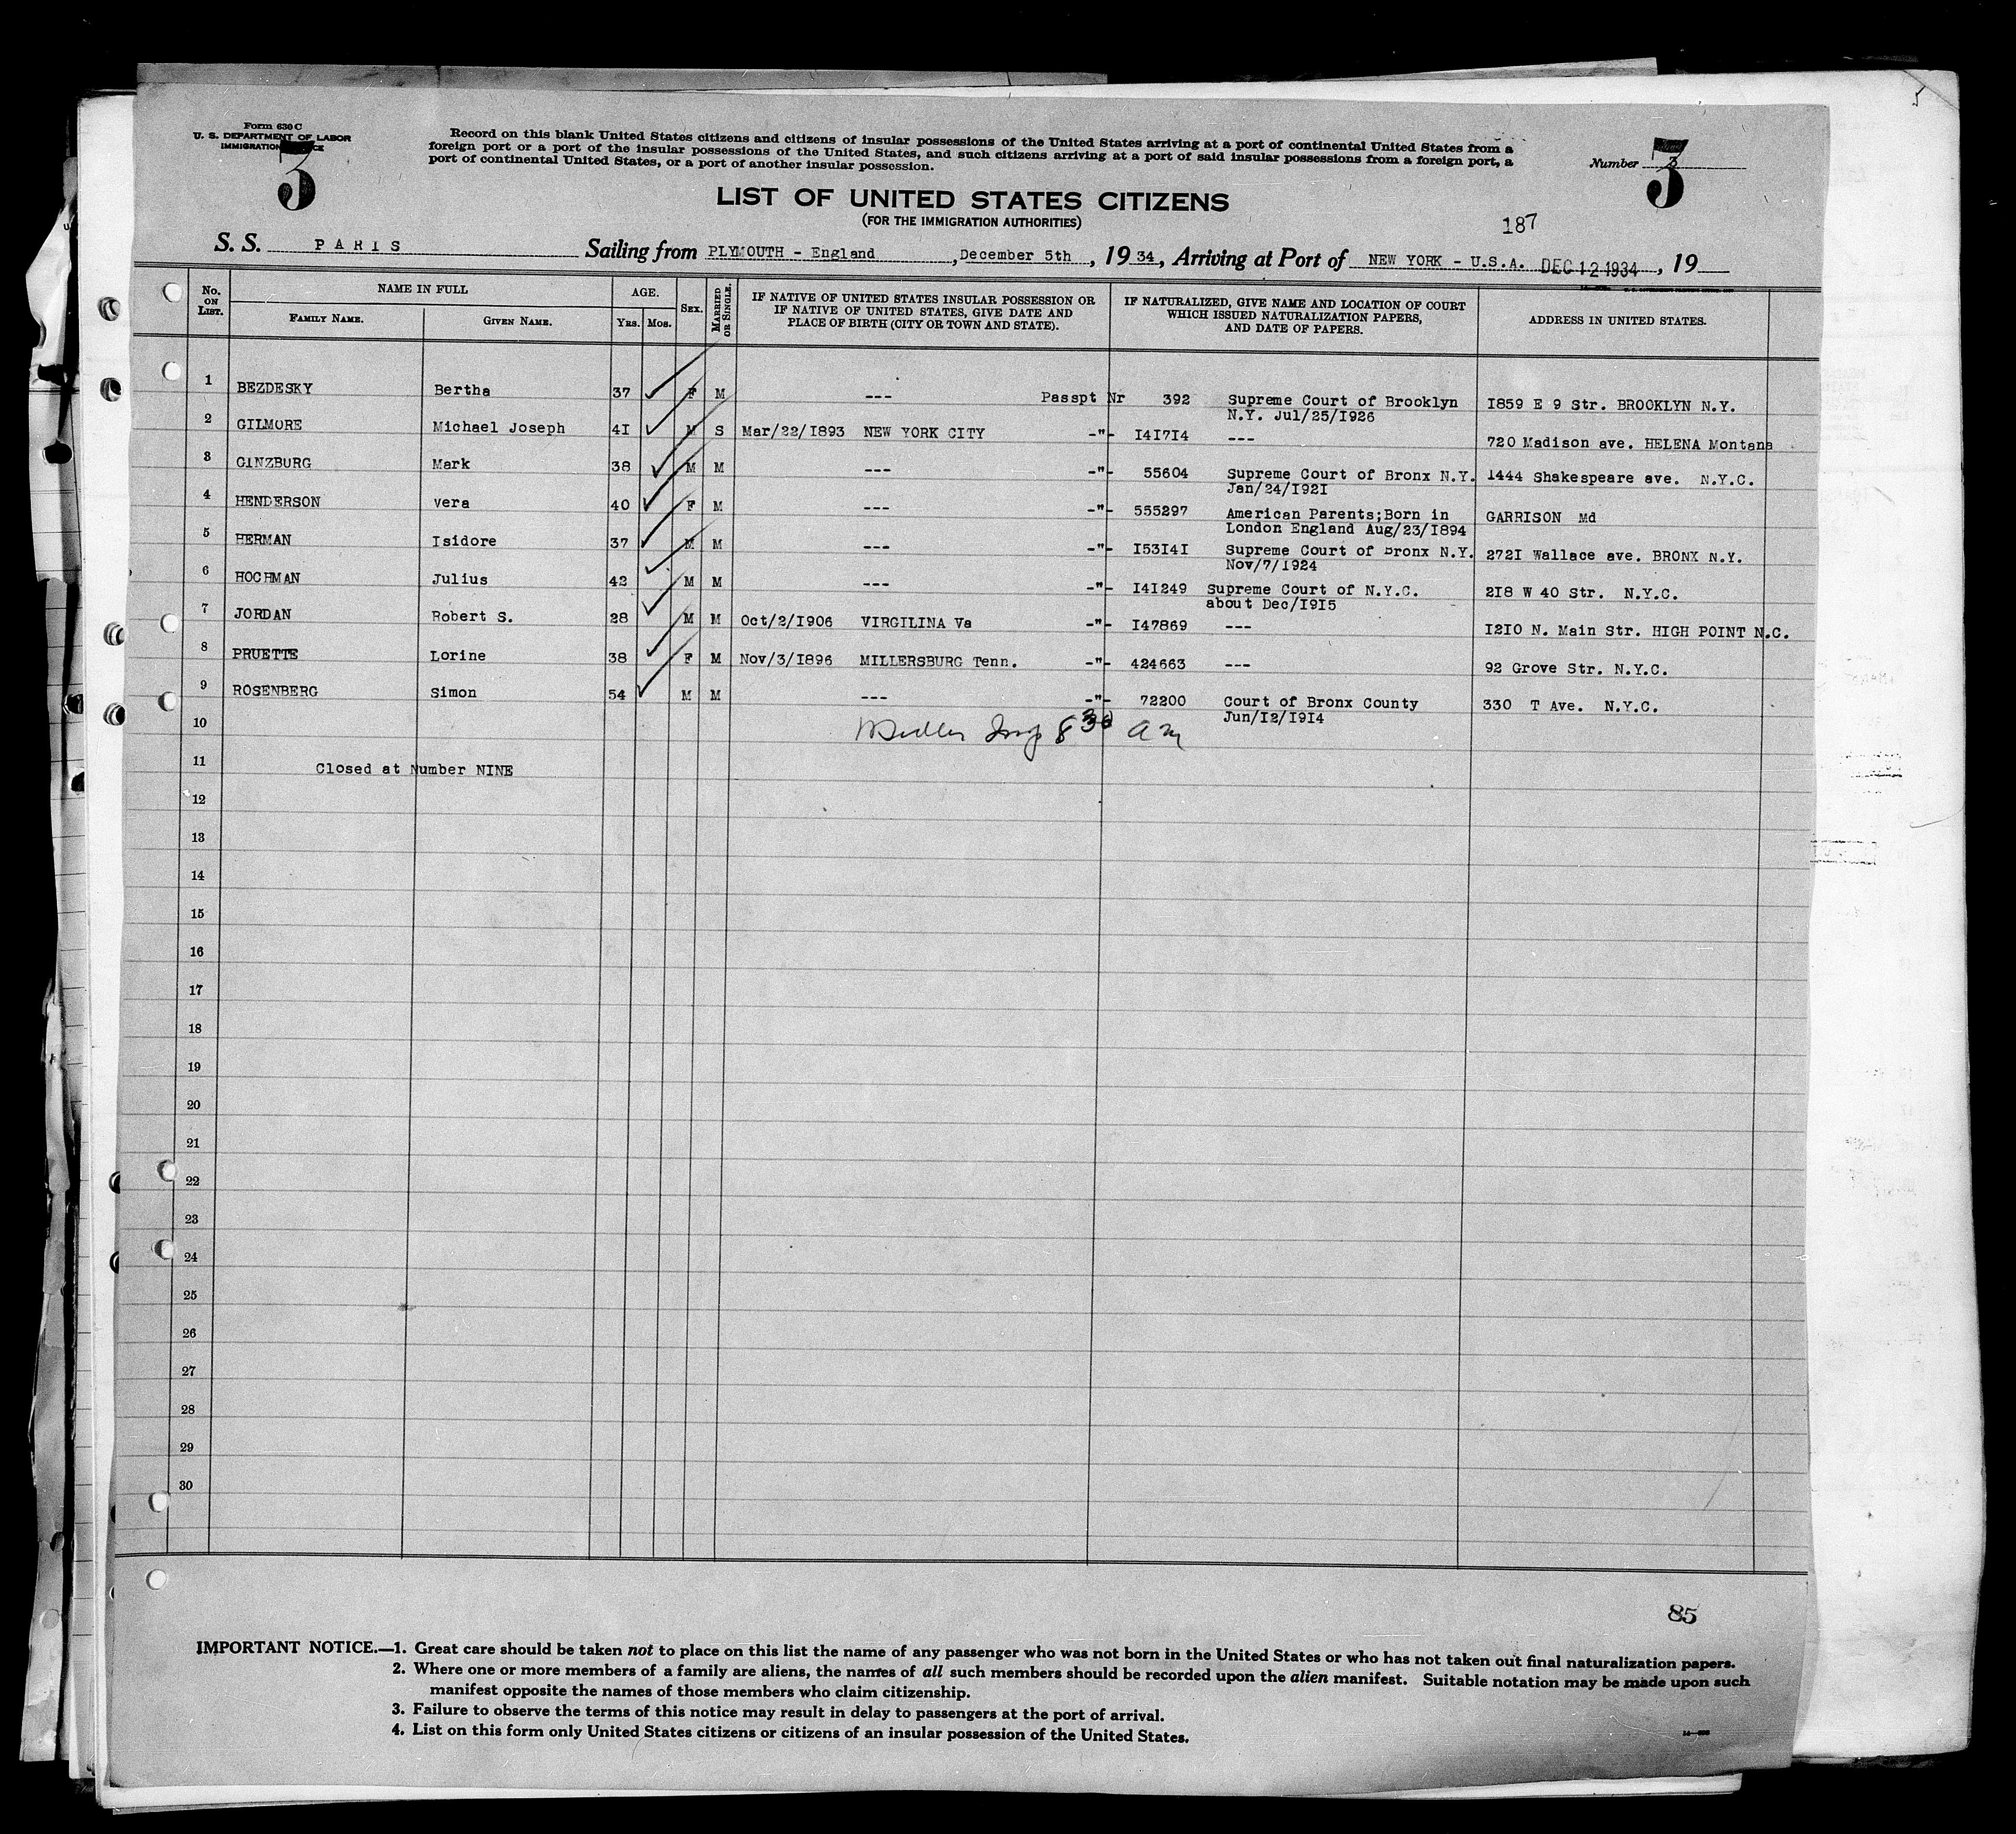 Form 630 C
U. S. DEPARTMENT OF LABOR
IMMIGRATION
3
Record on this blank United States citizens and citizens of insular possessions of the United States arriving at a port of continental United States from a
foreign port or a port of the insular possessions of the United States, and such citizens arriving at a port of said insular possessions from a foreign port, a
port of continental United States, or a port of another insular possession.
Number 3
3
LIST OF UNITED STATES CITIZENS
(FOR THE IMMIGRATION AUTHORITIES)
187
S. S. PARIS Sailing from PLYMOUTH - England, December 5th, 1934, Arriving at Port of NEW YORK - U.S.A. DEC 12 1934, 19
No. ON LIST. NAME IN FULL FAMILY NAME. GIVEN NAME. AGE. YRS. MOS. SEX. MARRIED OR SINGLE. IF NATIVE OF UNITED STATES INSULAR POSSESSION OR IF NATIVE OF UNITED STATES, GIVE DATE AND PLACE OF BIRTH (CITY OR TOWN AND STATE). IF NATURALIZED, GIVE NAME AND LOCATION OF COURT WHICH ISSUED NATURALIZATION PAPERS, AND DATE OF PAPERS. ADDRESS IN UNITED STATES.
1 BEZDESKY Bertha 37 F M --- Passpt Nr 392 Supreme Court of Brooklyn 1859 E 9 Str. BROOKLYN N.Y.
N.Y. Jul/25/1926
2 GILMORE Michael Joseph 41 M S Mar/22/1893 NEW YORK CITY -"- 141714 --- 720 Madison ave. HELENA Montana
3 GINZBURG Mark 38 M M --- -"- 55604 Supreme Court of Bronx N.Y. 1444 Shakespeare ave. N.Y.C.
Jan/24/1921
4 HENDERSON vera 40 F M --- -"- 555297 American Parents;Born in GARRISON Md
London England Aug/23/1894
5 HERMAN Isidore 37 M M --- -"- 153141 Supreme Court of Bronx N.Y. 2721 Wallace ave. BRONX N.Y.
Nov/7/1924
6 HOCHMAN Julius 42 M M --- -"- 141249 Supreme Court of N.Y.C. 218 W 40 Str. N.Y.C.
about Dec/1915
7 JORDAN Robert S. 28 M M Oct/2/1906 VIRGILINA Va -"- 147869 --- 1210 N. Main Str. HIGH POINT N.C.
8 PRUETTE Lorine 38 F M Nov/3/1896 MILLERSBURG Tenn. -"- 424663 --- 92 Grove Str. N.Y.C.
9 ROSENBERG Simon 54 M M --- -"- 72200 Court of Bronx County 330 T Ave. N.Y.C.
Jun/12/1914
10 8 30 am
11 Closed at Number NINE
12
13
14
15
16
17
18
19
20
21
22
23
24
25
26
27
28
29
30
85
IMPORTANT NOTICE.—1. Great care should be taken not to place on this list the name of any passenger who was not born in the United States or who has not taken out final naturalization papers.
2. Where one or more members of a family are aliens, the names of all such members should be recorded upon the alien manifest. Suitable notation may be made upon such
manifest opposite the names of those members who claim citizenship.
3. Failure to observe the terms of this notice may result in delay to passengers at the port of arrival.
4. List on this form only United States citizens or citizens of an insular possession of the United States.